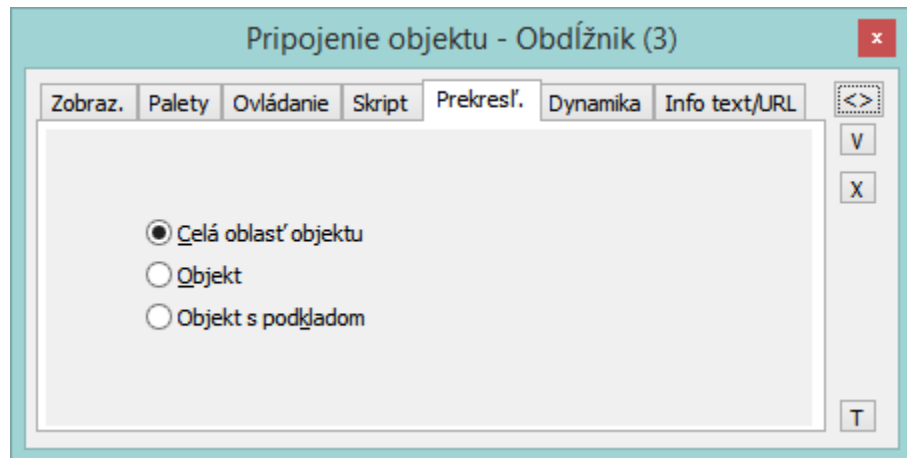 Pripojenie objektu - Obdĺžnik (3)
x
Zobraz. Palety Ovládanie Skript Prekresľ. Dynamika Info text/URL <>
V
X
Celá oblasť objektu
Objekt
Objekt s podkladom
T